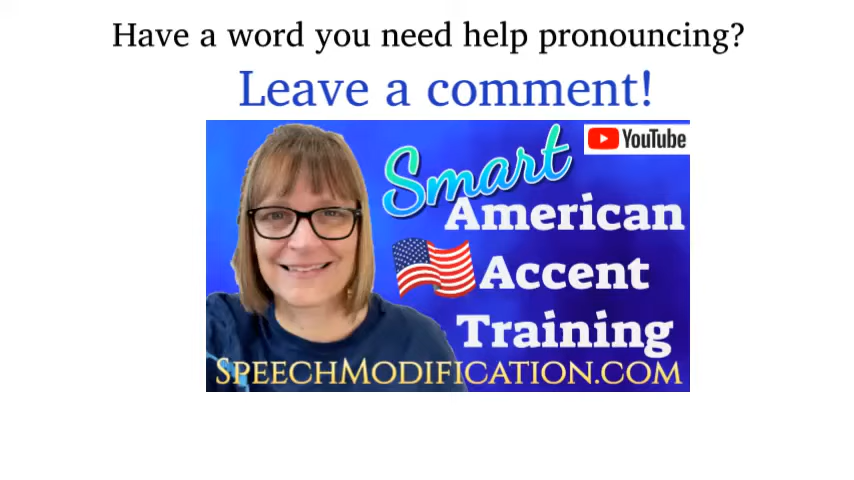 Have a word you need help pronouncing?
Leave a comment!
YouTube
Smart
American
Accent
Training
SPEECHMODIFICATION.COM